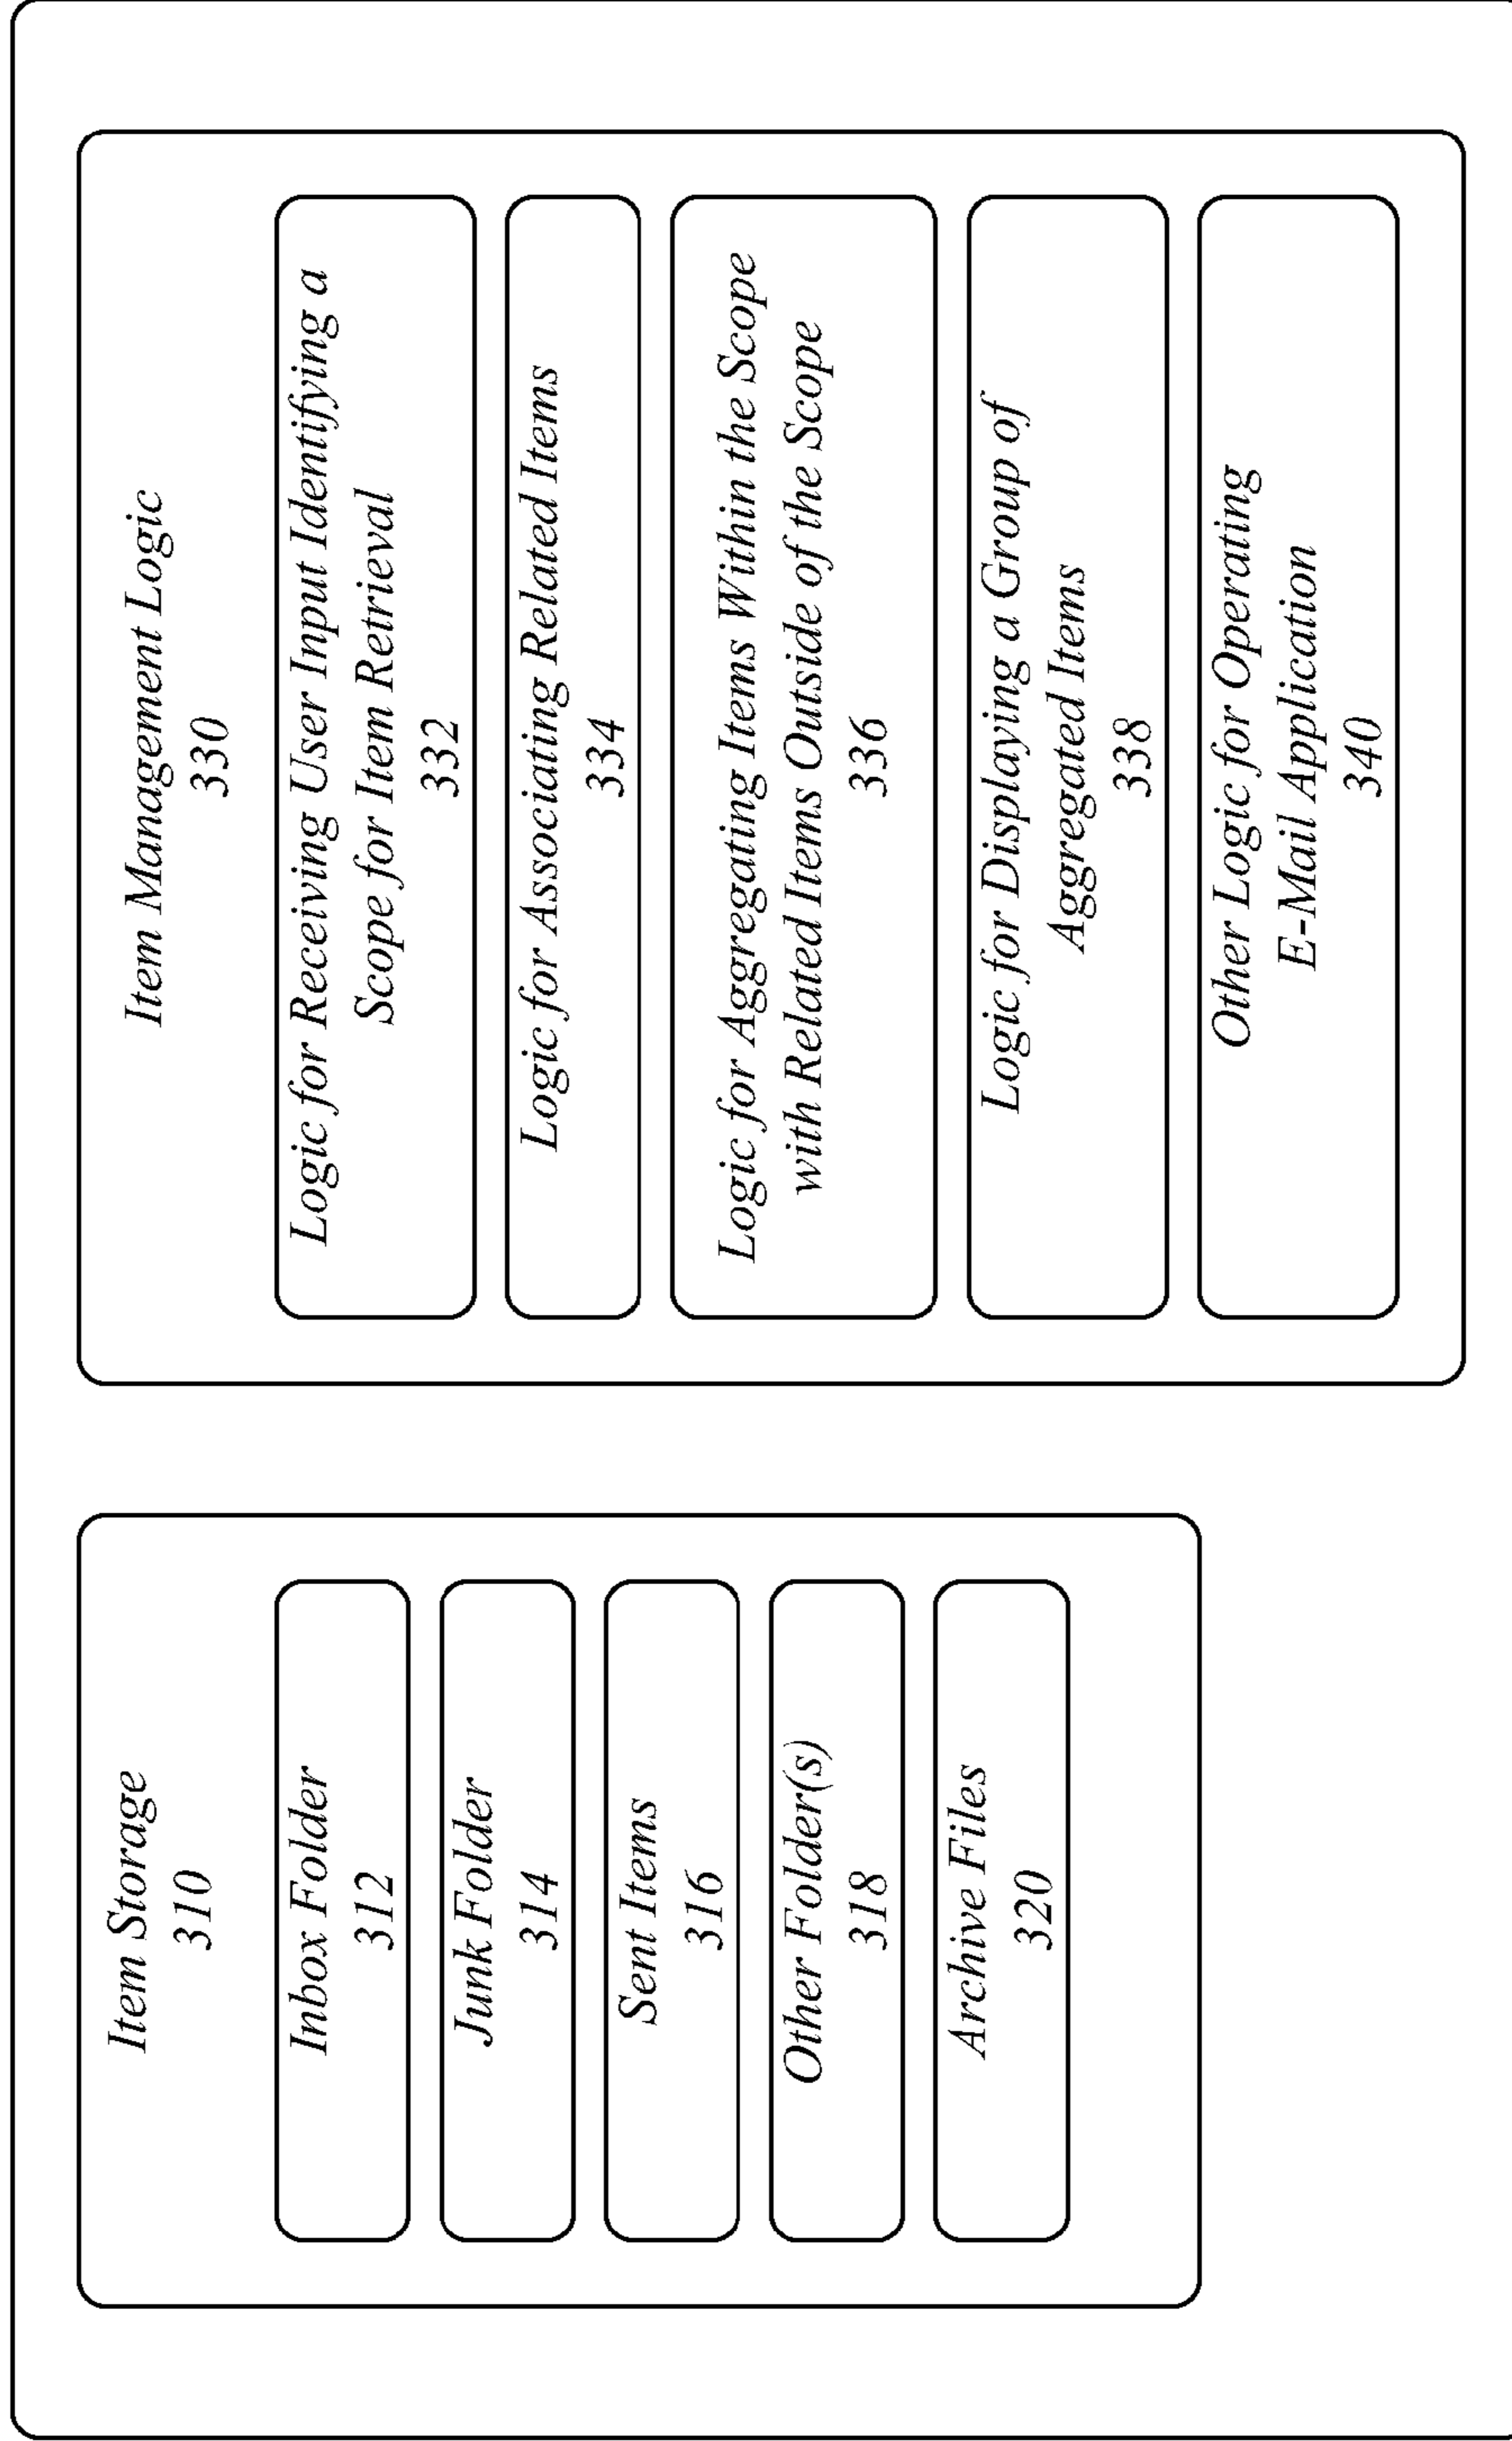 Item Storage
310
Inbox Folder
312
Junk Folder
314
Sent Items
316
Other Folder(s)
318
Archive Files
320
Item Management Logic
330
Logic for Receiving User Input Identifying a
Scope for Item Retrieval
332
Logic for Associating Related Items
334
Logic for Aggregating Items Within the Scope
with Related Items Outside of the Scope
336
Logic for Displaying a Group of
Aggregated Items
338
Other Logic for Operating
E-Mail Application
340